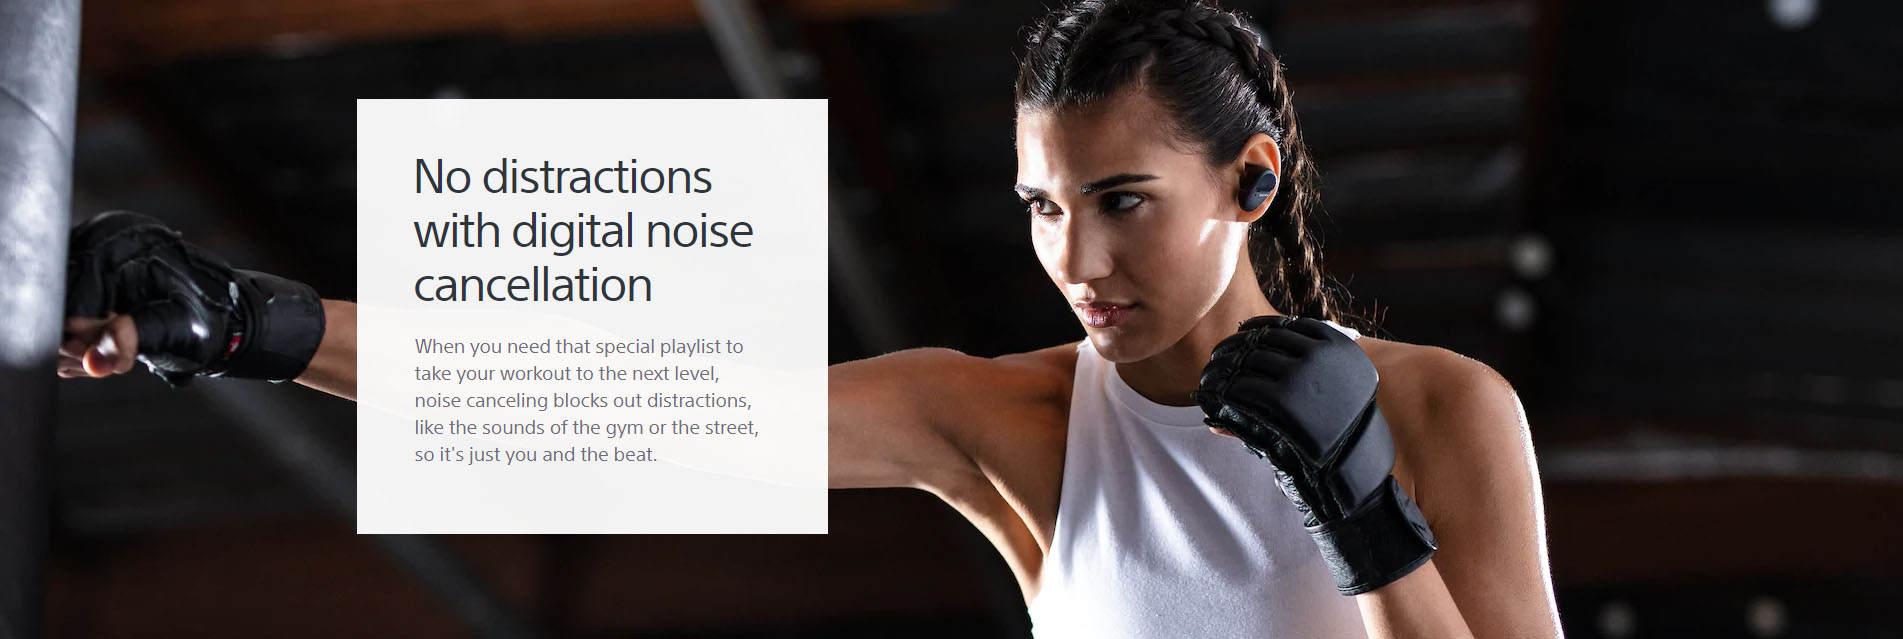 No distractions
with digital noise
cancellation
When you need that special playlist to
take your workout to the next level,
noise canceling blocks out distractions,
like the sounds of the gym or the street,
so it's just you and the beat.